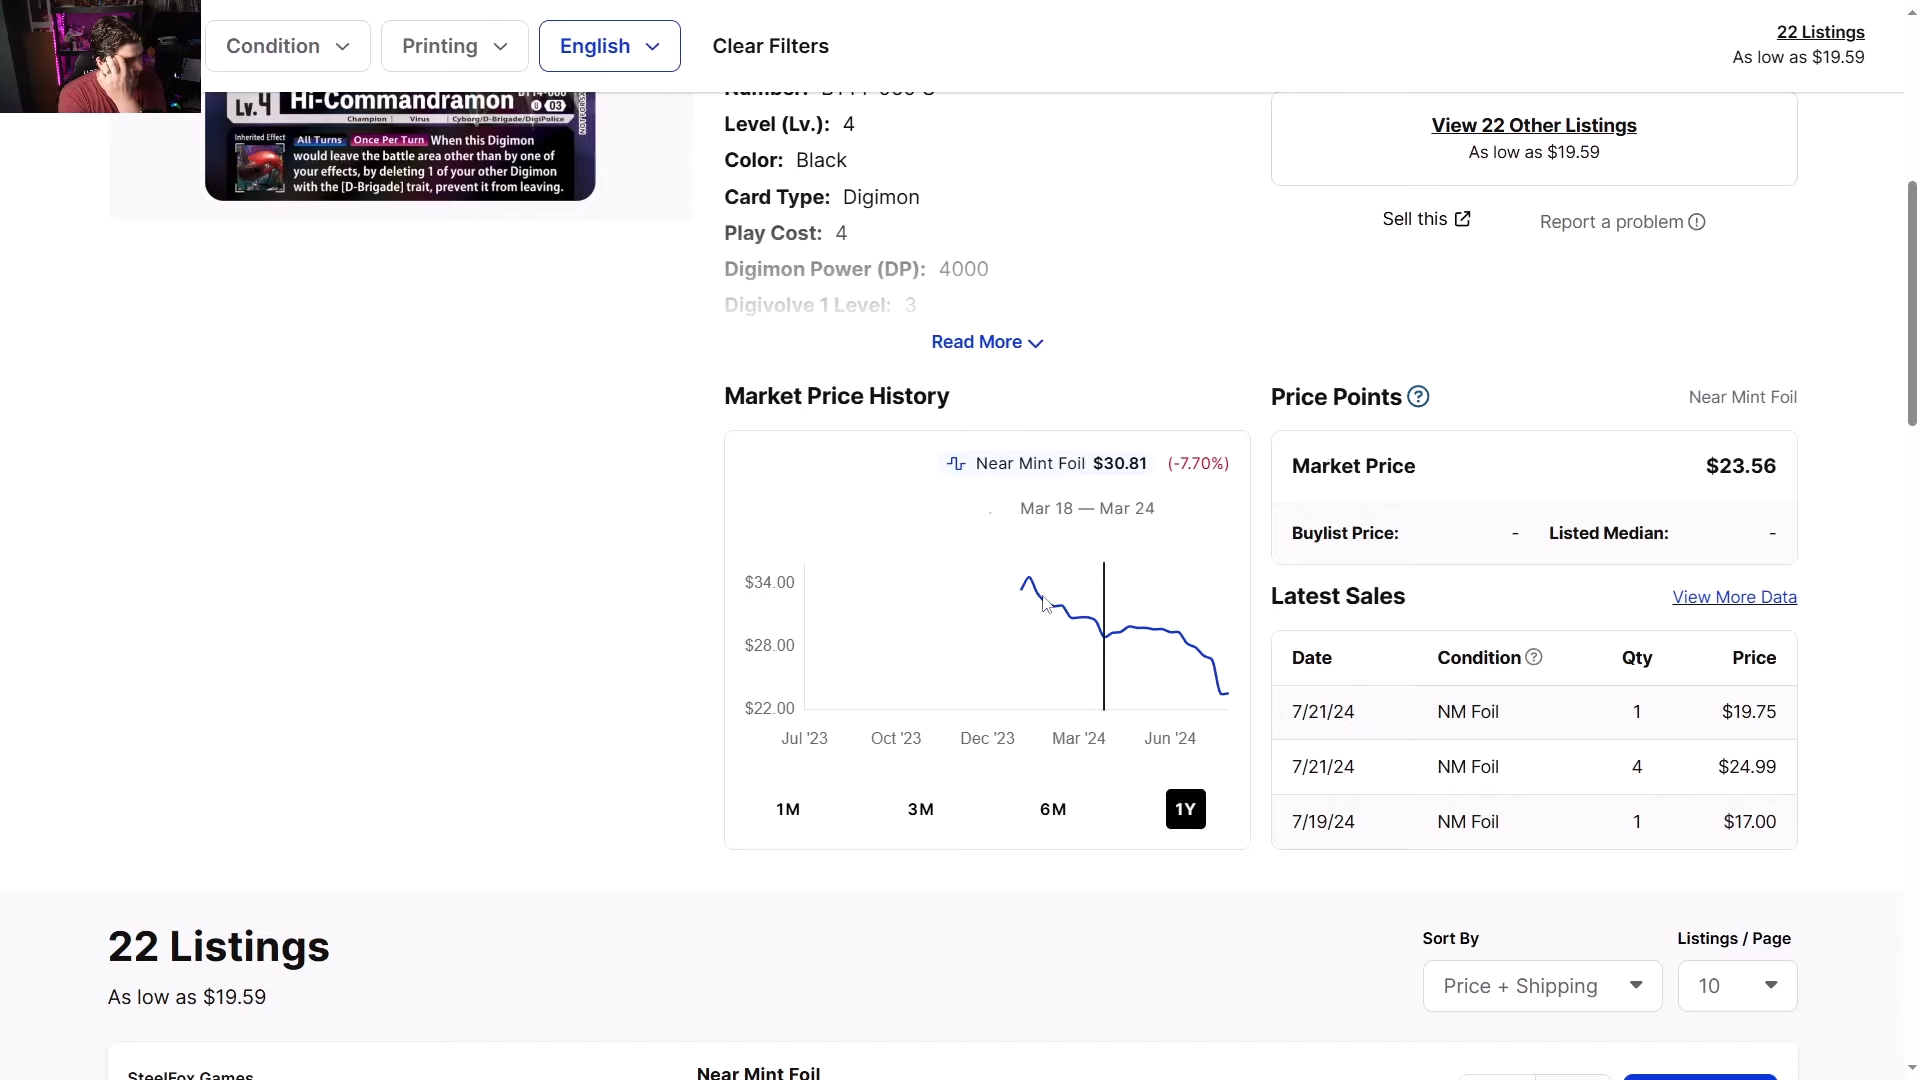 Condition
Printing
English
Clear Filters
22 Listings
As low as $19.59
Lv.4 Hi-Commandramon
03
Champion Virus Cyborg/D-Brigade/DigiPolice
Inherited Effect
All Turns Once Per Turn When this Digimon
would leave the battle area other than by one of
your effects, by deleting 1 of your other Digimon
with the [D-Brigade] trait, prevent it from leaving.
Level (Lv.): 4
Color: Black
Card Type: Digimon
Play Cost: 4
Digimon Power (DP): 4000
Digivolve 1 Level: 3
Read More
View 22 Other Listings
As low as $19.59
Sell this
Report a problem
Market Price History
Near Mint Foil $30.81 (-7.70%)
Mar 18 — Mar 24
$34.00
$28.00
$22.00
Jul '23 Oct '23 Dec '23 Mar '24 Jun '24
1M 3M 6M 1Y
Price Points ?
Near Mint Foil
Market Price $23.56
Buylist Price: - Listed Median: -
Latest Sales
View More Data
Date Condition ? Qty Price
7/21/24 NM Foil 1 $19.75
7/21/24 NM Foil 4 $24.99
7/19/24 NM Foil 1 $17.00
22 Listings
As low as $19.59
Sort By
Price + Shipping
Listings / Page
10
SteelFox Games
Near Mint Foil